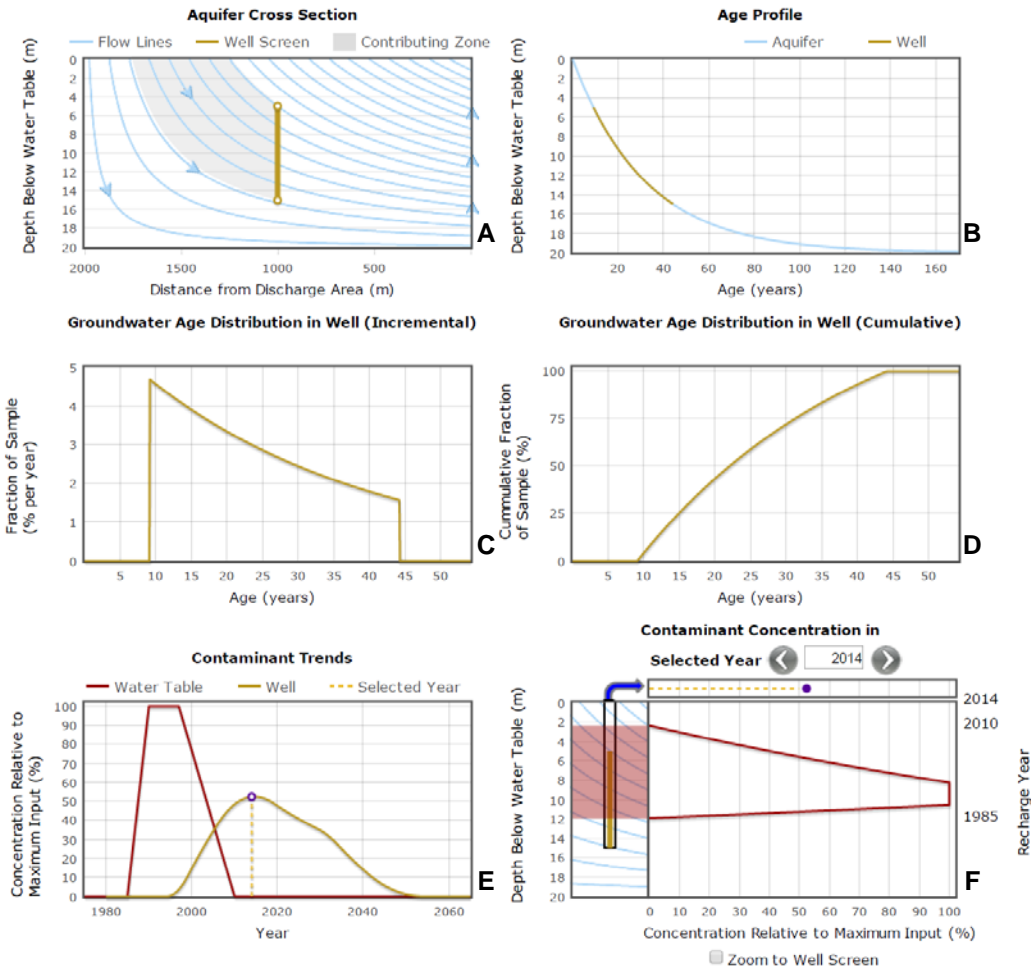 Aquifer Cross Section
Flow Lines Well Screen Contributing Zone
Depth Below Water Table (m)
0
2
4
6
8
10
12
14
16
18
20
2000 1500 1000 500
Distance from Discharge Area (m)
A
Age Profile
Aquifer Well
Depth Below Water Table (m)
0
2
4
6
8
10
12
14
16
18
20
20 40 60 80 100 120 140 160
Age (years)
B
Groundwater Age Distribution in Well (Incremental)
Fraction of Sample
(% per year)
5
4
3
2
1
0
5 10 15 20 25 30 35 40 45 50
Age (years)
C
Groundwater Age Distribution in Well (Cumulative)
Cummulative Fraction
of Sample (%)
100
75
50
25
0
5 10 15 20 25 30 35 40 45 50
Age (years)
D
Contaminant Trends
Water Table Well Selected Year
Concentration Relative to
Maximum Input (%)
100
90
80
70
60
50
40
30
20
10
0
1980 2000 2020 2040 2060
Year
E
Contaminant Concentration in
Selected Year 2014
Depth Below Water Table (m)
0
2
4
6
8
10
12
14
16
18
20
2014
2010
1985
Recharge Year
0 10 20 30 40 50 60 70 80 90 100
Concentration Relative to Maximum Input (%)
F
Zoom to Well Screen